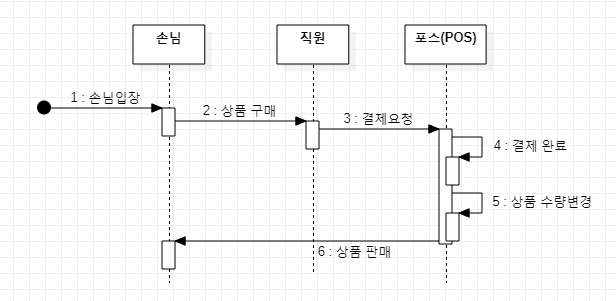 손님
직원
포스(POS)
1 : 손님입장
2 : 상품 구매
3 : 결제요청
4 : 결제 완료
5 : 상품 수량변경
6 : 상품 판매